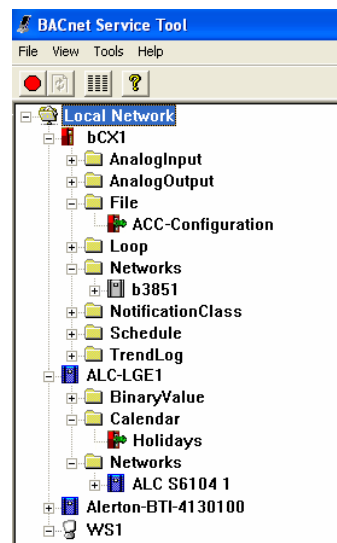 BACnet Service Tool
File View Tools Help
Local Network
bCX1
AnalogInput
AnalogOutput
File
ACC-Configuration
Loop
Networks
b3851
NotificationClass
Schedule
TrendLog
ALC-LGE1
BinaryValue
Calendar
Holidays
Networks
ALC S6104 1
Alerton-BTI-4130100
WS1